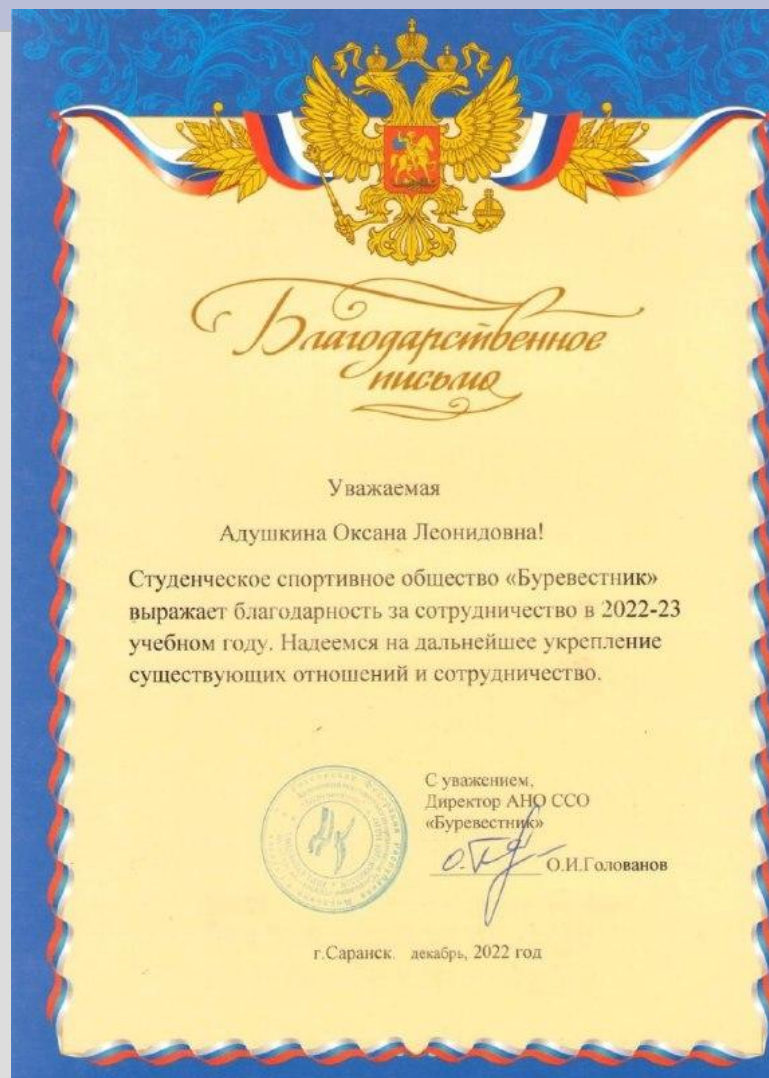 Благодарственное
письмо
Уважаемая
Адушкина Оксана Леонидовна!
Студенческое спортивное общество «Буревестник»
выражает благодарность за сотрудничество в 2022-23
учебном году. Надеемся на дальнейшее укрепление
существующих отношений и сотрудничество.
С уважением,
Директор АНО ССО
«Буревестник»
О.И.Голованов
г.Саранск. декабрь, 2022 год